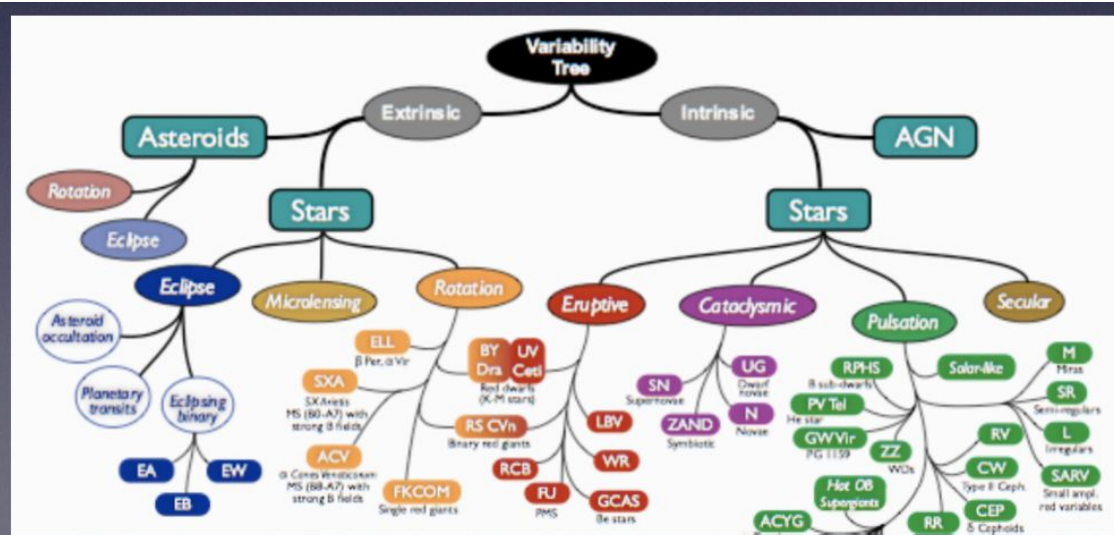 Variability
Tree
Extrinsic
Intrinsic
Asteroids
AGN
Rotation
Eclipse
Stars
Stars
Eclipse
Microlensing
Rotation
Eruptive
Cataclysmic
Pulsation
Secular
Asteroid
occultation
Planetary
transits
Eclipsing
binary
EA
EB
EW
ELL
β Per, α Vir
SXA
SX Arietis
MS (B0-A7) with
strong B fields
ACV
α Canes Venaticorum
MS (B8-A7) with
strong B fields
BY
Dra
UV
Ceti
Red dwarfs
(K-M stars)
RS CVn
Binary red giants
FKCOM
Single red giants
LBV
WR
RCB
FU
PMS
GCAS
Be stars
SN
Supernovae
UG
Dwarf
novae
ZAND
Symbiotic
N
Novae
RPHS
B sub-dwarfs
Solar-like
PV Tel
He star
GW Vir
PG 1159
ZZ
WDs
Hot OB
Supergiants
ACYG
M
Miras
SR
Semi-regulars
L
Irregulars
SARV
Small ampl.
red variables
RV
CW
Type II Ceph.
CEP
δ Cepheids
RR